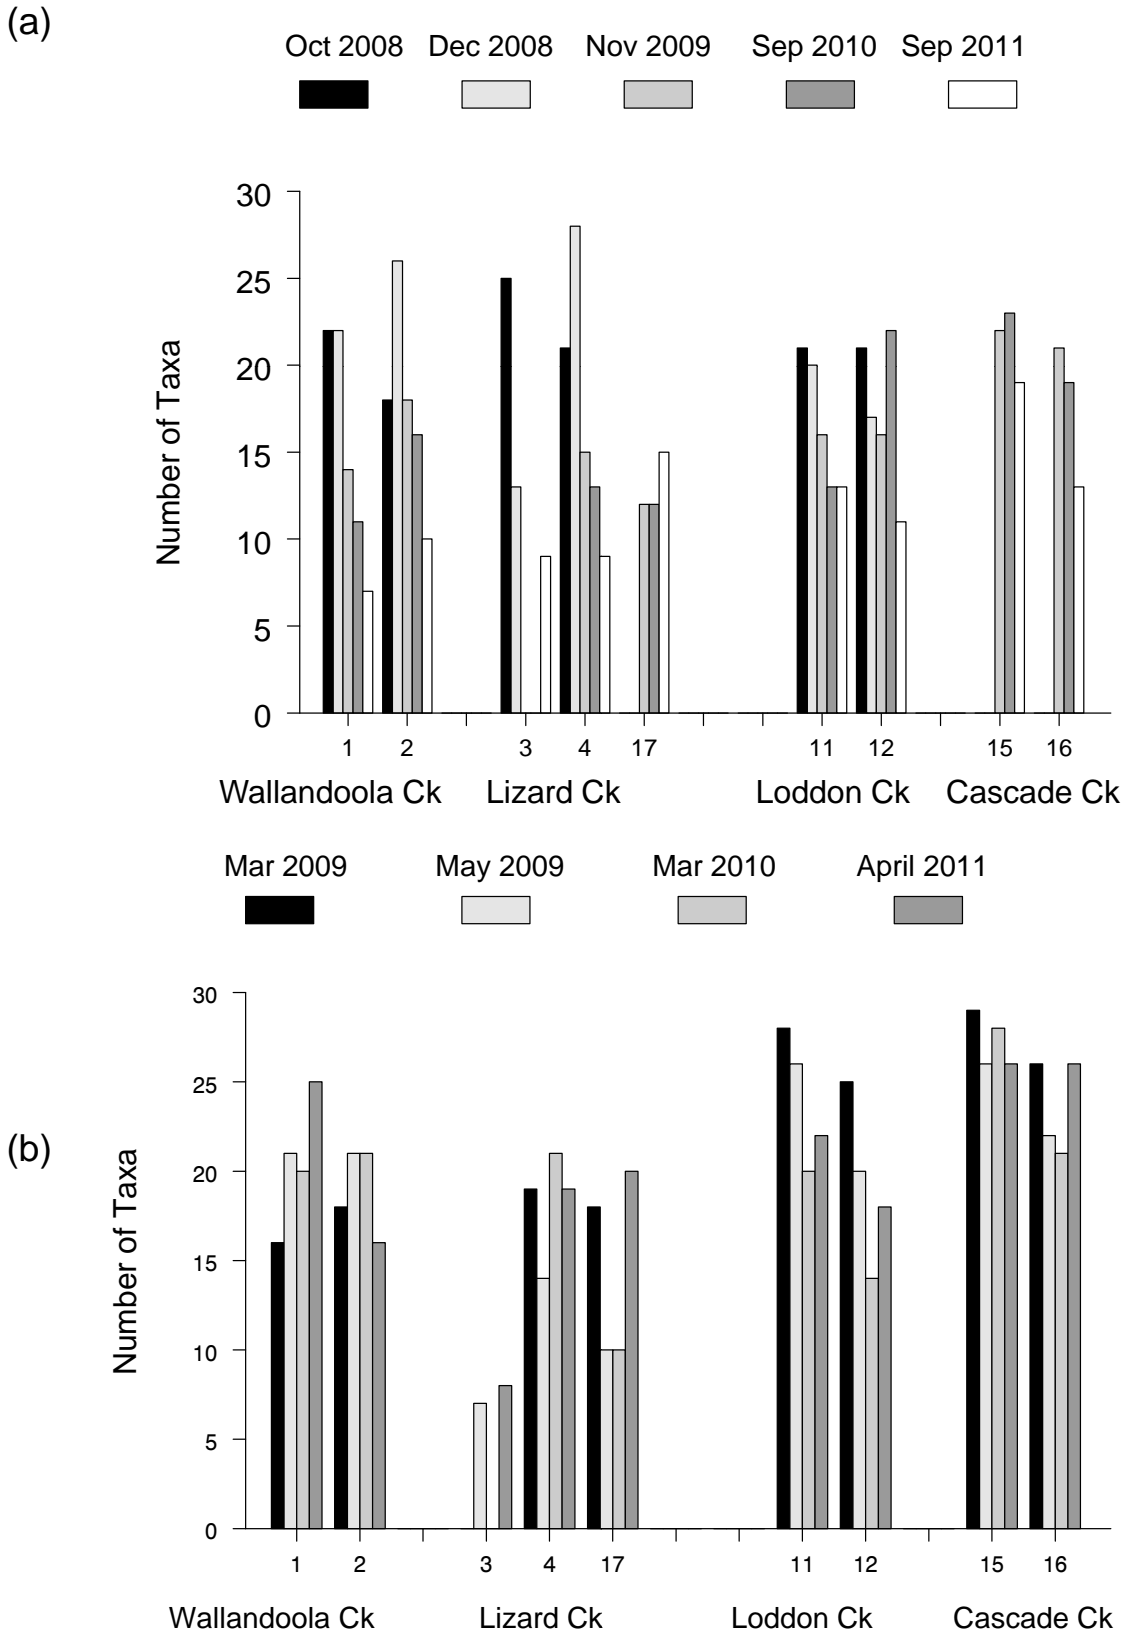 (a)
Oct 2008 Dec 2008 Nov 2009 Sep 2010 Sep 2011
30
25
20
15
10
5
0
Number of Taxa
1 2 3 4 17 11 12 15 16
Wallandoola Ck Lizard Ck Loddon Ck Cascade Ck
Mar 2009 May 2009 Mar 2010 April 2011
(b)
30
25
20
15
10
5
0
Number of Taxa
1 2 3 4 17 11 12 15 16
Wallandoola Ck Lizard Ck Loddon Ck Cascade Ck